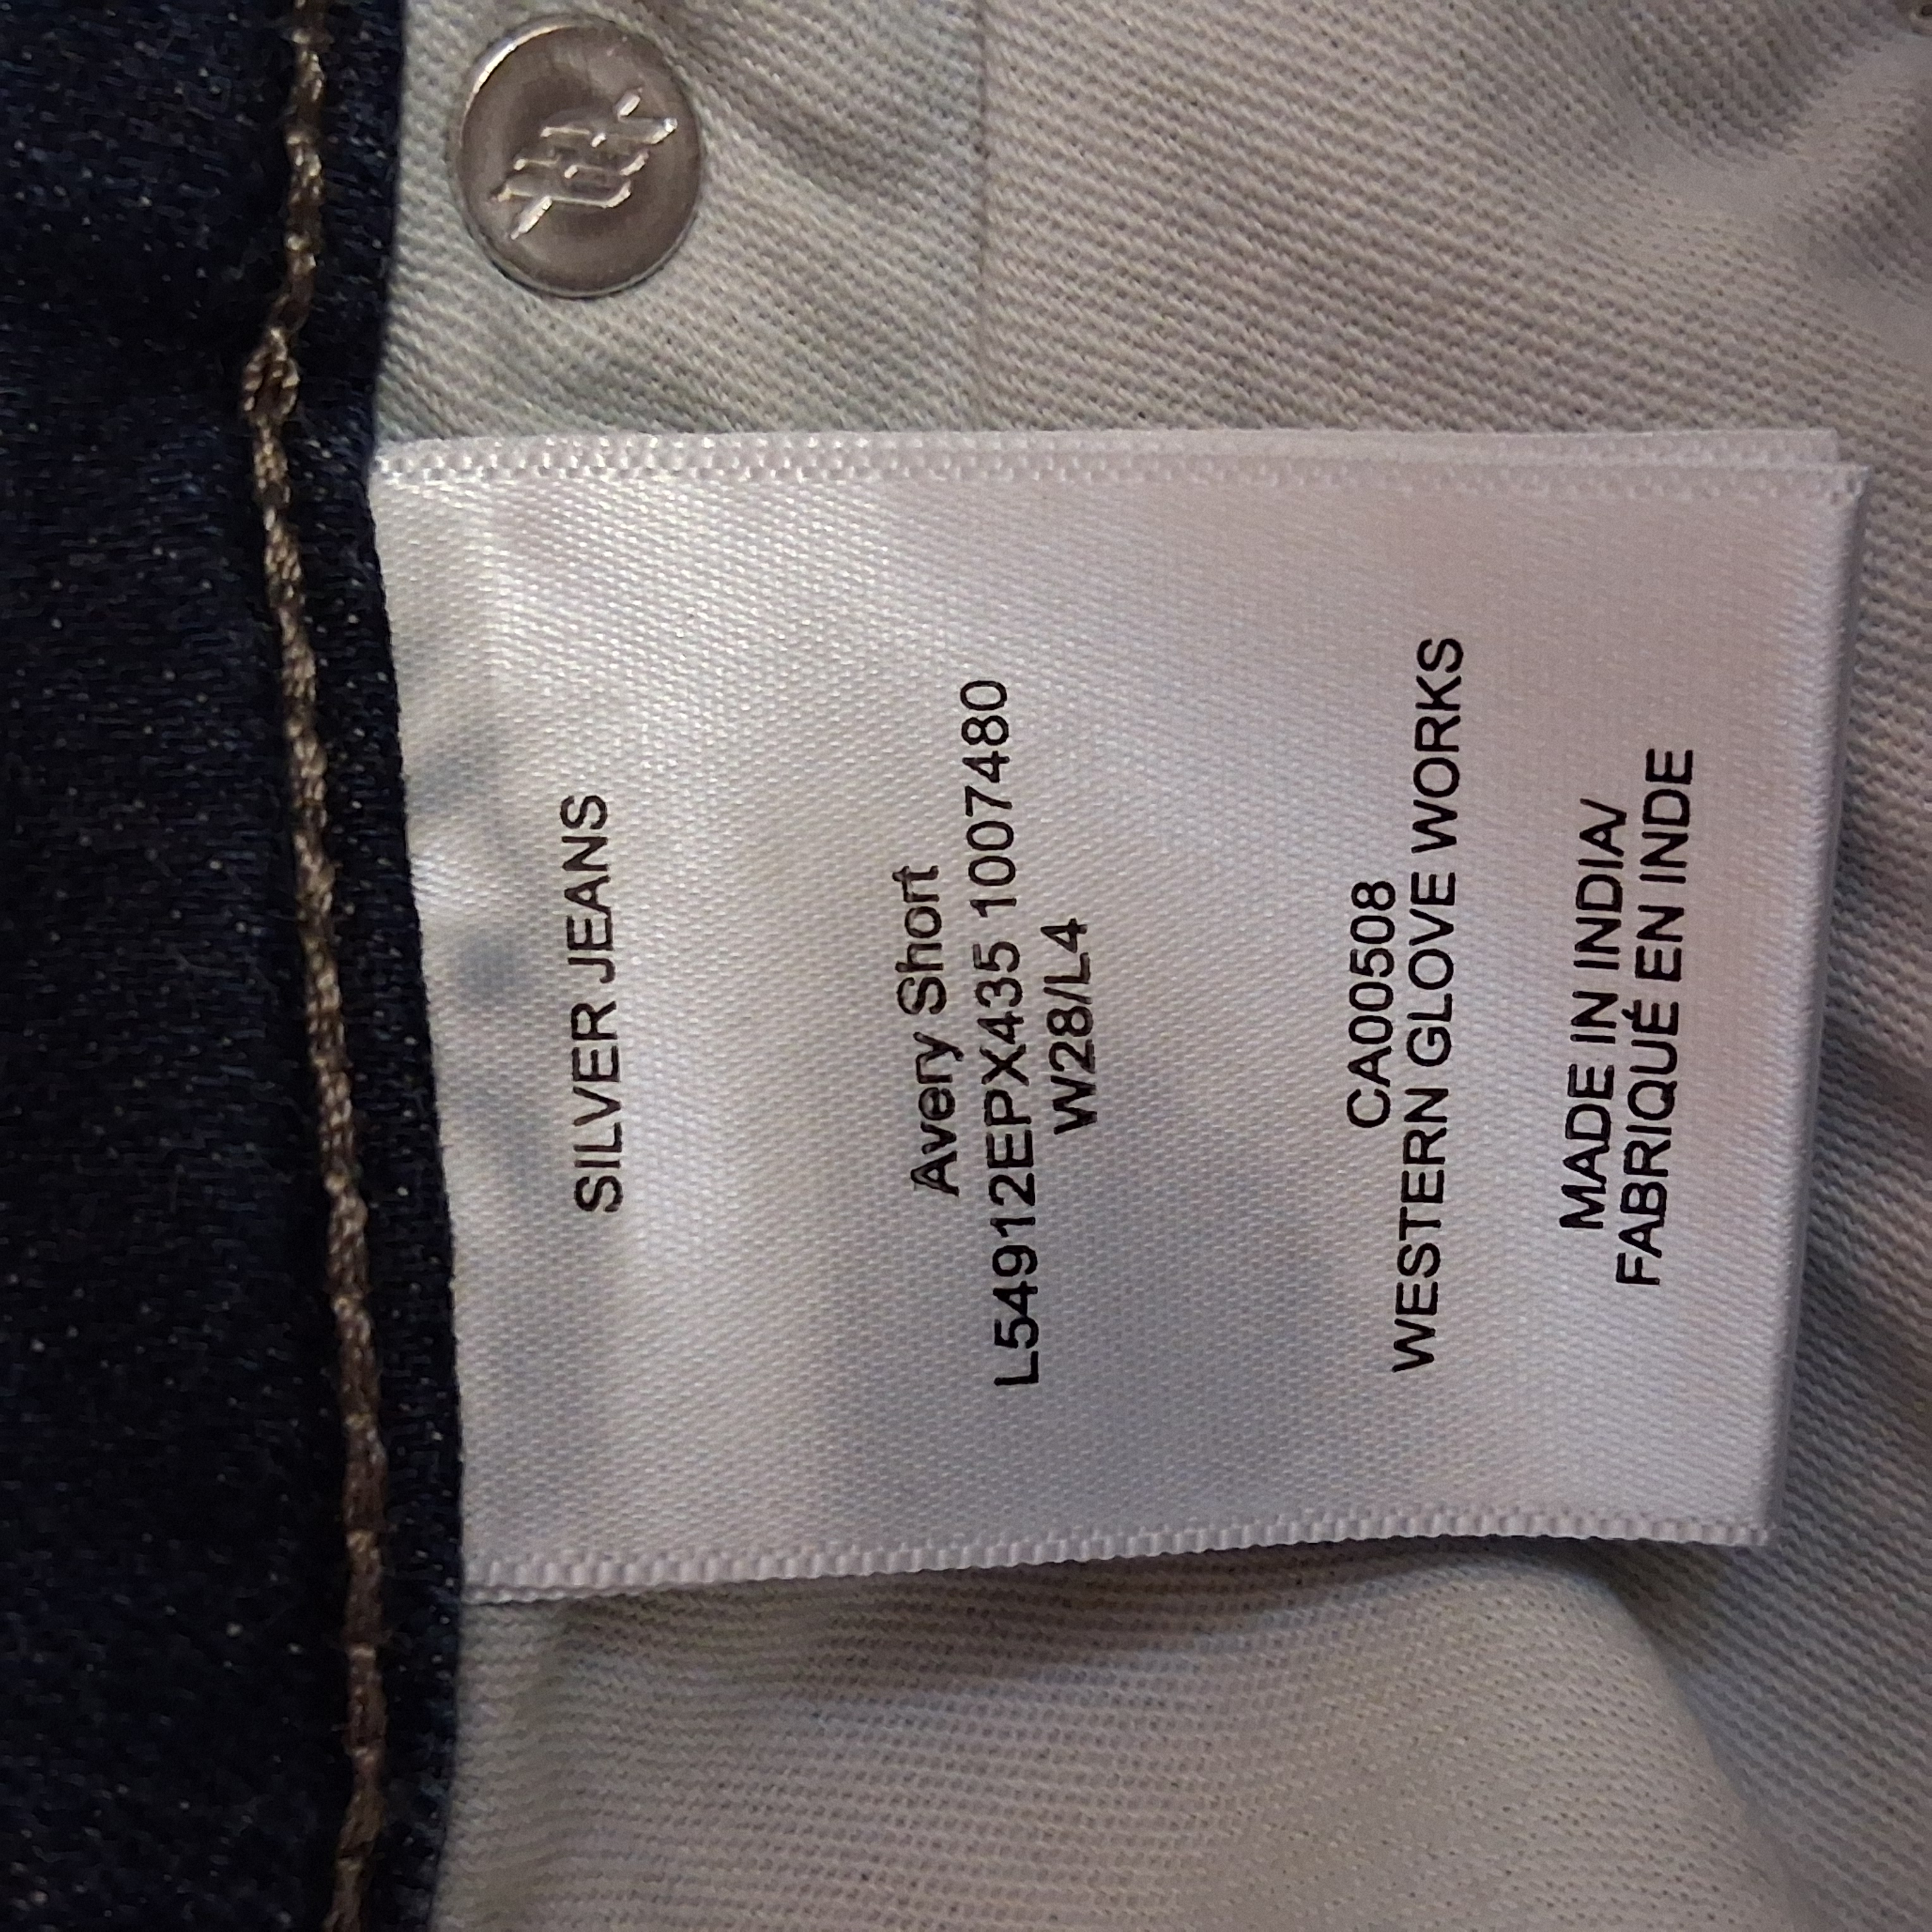 SILVER JEANS
Avery Short
L54912EPX435 1007480
W28/L4
CA00508
WESTERN GLOVE WORKS
MADE IN INDIA/
FABRIQUÉ EN INDE